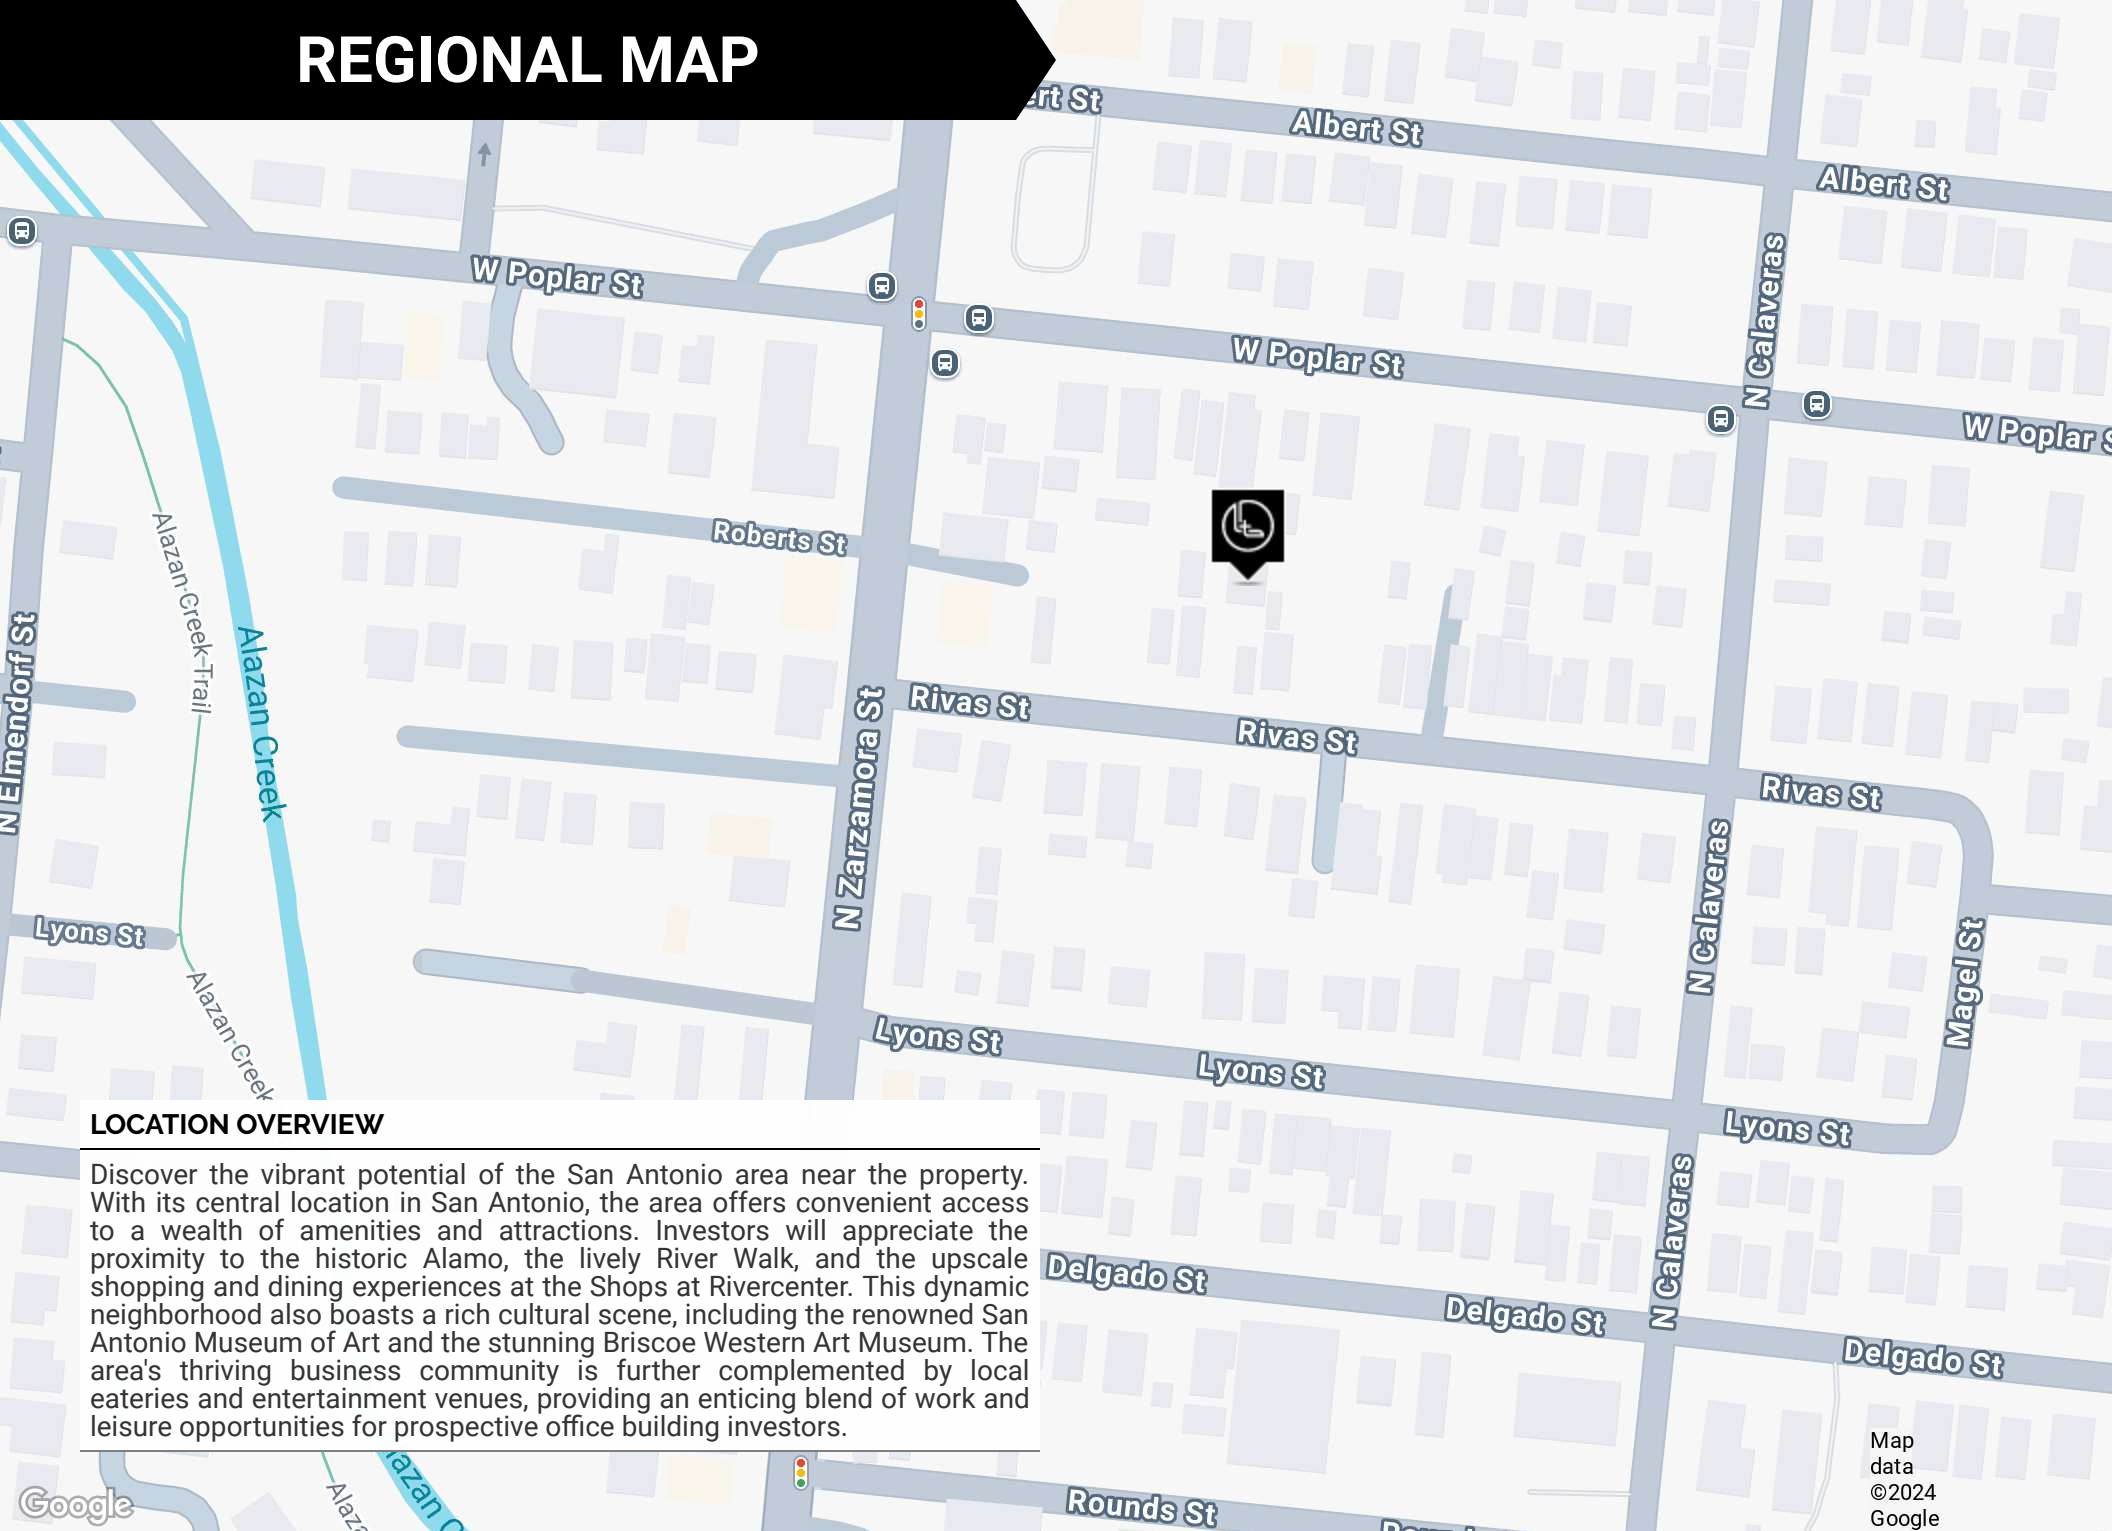 REGIONAL MAP
ert St
Albert St
Albert St
W Poplar St
W Poplar St
W Poplar S
N Calaveras
Roberts St
Alazan Creek Trail
Alazan Creek
N Elmendorf St
N Zarzamora St
Rivas St
Rivas St
Rivas St
N Calaveras
Magel St
Lyons St
Alazan Creek
Lyons St
Lyons St
Lyons St
N Calaveras
Delgado St
Delgado St
Delgado St
LOCATION OVERVIEW
Discover the vibrant potential of the San Antonio area near the property.
With its central location in San Antonio, the area offers convenient access
to a wealth of amenities and attractions. Investors will appreciate the
proximity to the historic Alamo, the lively River Walk, and the upscale
shopping and dining experiences at the Shops at Rivercenter. This dynamic
neighborhood also boasts a rich cultural scene, including the renowned San
Antonio Museum of Art and the stunning Briscoe Western Art Museum. The
area's thriving business community is further complemented by local
eateries and entertainment venues, providing an enticing blend of work and
leisure opportunities for prospective office building investors.
Google
Alaza
lazan C
Rounds St
Map
data
©2024
Google